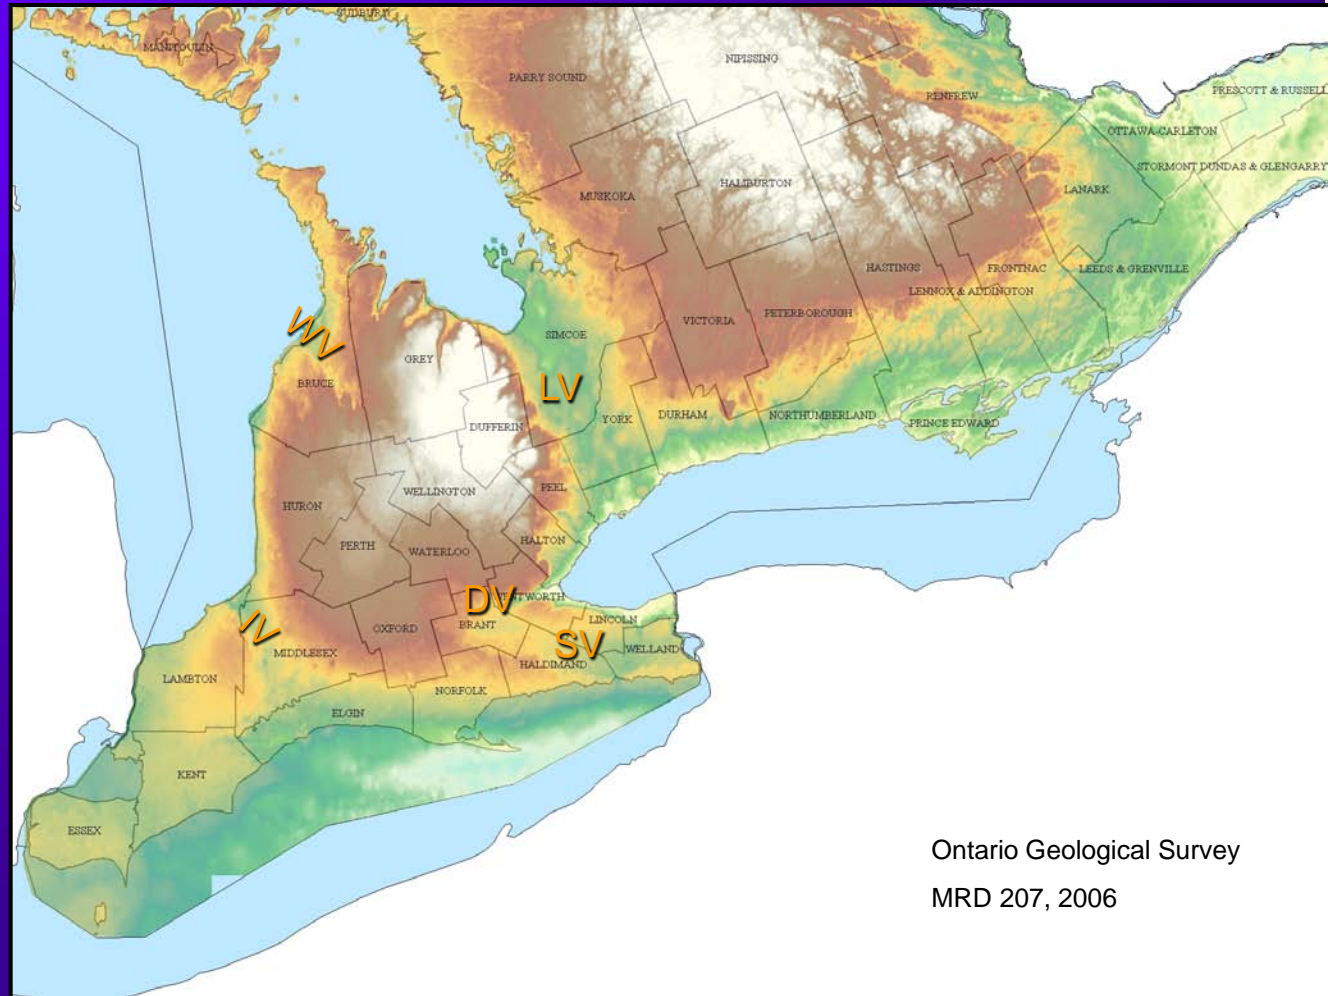 SUDBURY
MANITOULIN
NIPISSING
PARRY SOUND
PRESCOTT & RUSSELL
RENFREW
OTTAWA-CARLETON
STORMONT DUNDAS & GLENGARRY
HALIBURTON
LANARK
MUSKOKA
HASTINGS
FRONTNAC
LEEDS & GRENVILLE
LENNOX & ADDINGTON
WV
PETERBOROUGH
VICTORIA
SIMCOE
GREY
BRUCE
LV
DURHAM
NORTHUMBERLAND
YORK
PRINCE EDWARD
DUFFERIN
PEEL
WELLINGTON
HURON
HALTON
PERTH
WATERLOO
DV
WENTWORTH
LINCOLN
IV
OXFORD
BRANT
SV
MIDDLESEX
WELLAND
HALDIMAND
LAMBTON
NORFOLK
ELGIN
KENT
ESSEX
Ontario Geological Survey
MRD 207, 2006